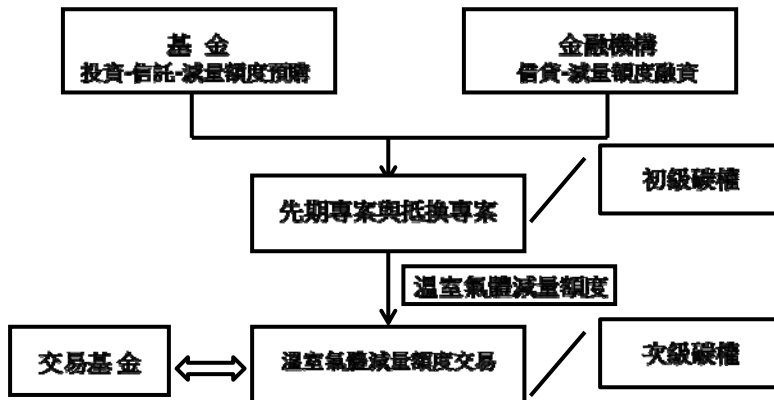 基 金
投資-信託-減量額度預購
金融機構
借貸-減量額度融資
初級碳權
先期專案與抵換專案
溫室氣體減量額度
交易基金
溫室氣體減量額度交易
次級碳權